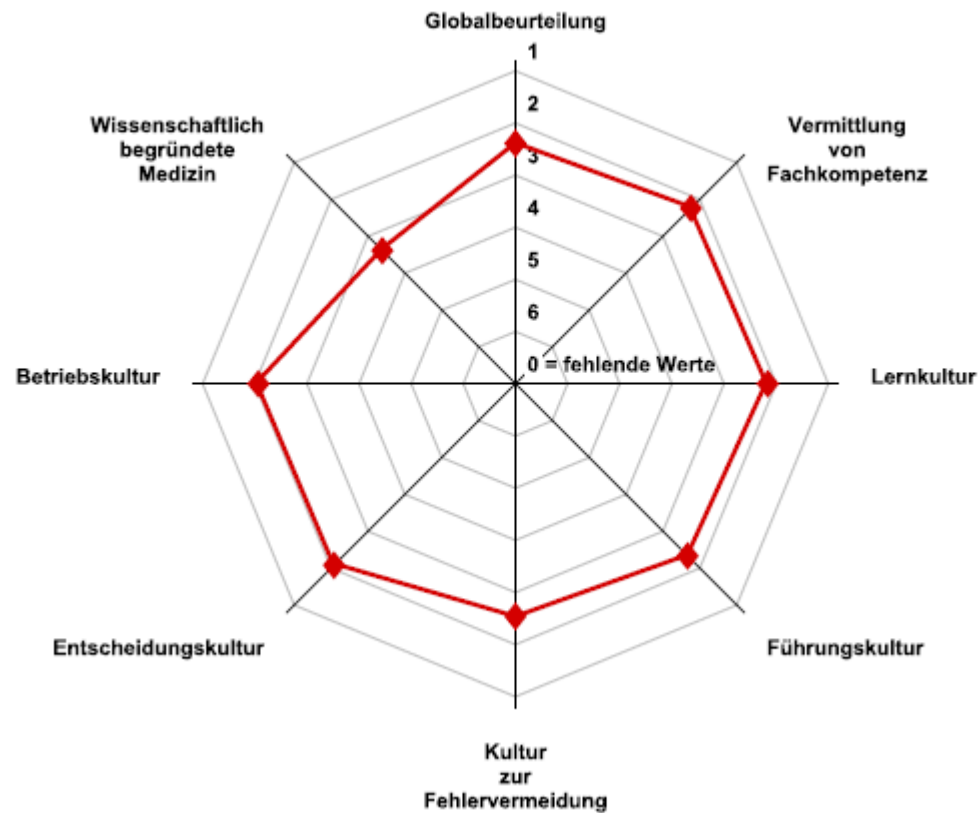 Globalbeurteilung
1
2
3
4
5
6
0 = fehlende Werte
Vermittlung
von
Fachkompetenz
Lernkultur
Führungskultur
Kultur
zur
Fehlervermeidung
Entscheidungskultur
Betriebskultur
Wissenschaftlich
begründete
Medizin